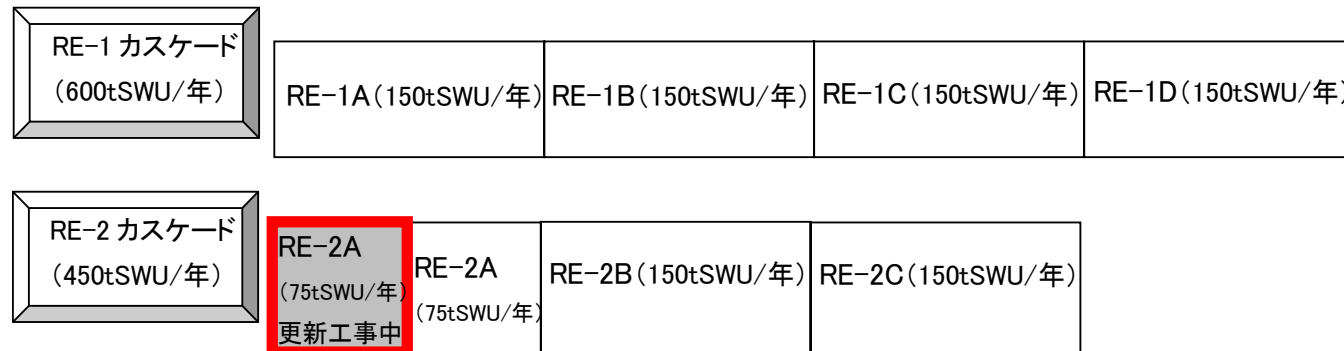 RE-1 カスケード
(600tSWU/年)
RE-1A(150tSWU/年)
RE-1B(150tSWU/年)
RE-1C(150tSWU/年)
RE-1D(150tSWU/年)
RE-2 カスケード
(450tSWU/年)
RE-2A
(75tSWU/年)
更新工事中
RE-2A
(75tSWU/年)
RE-2B(150tSWU/年)
RE-2C(150tSWU/年)